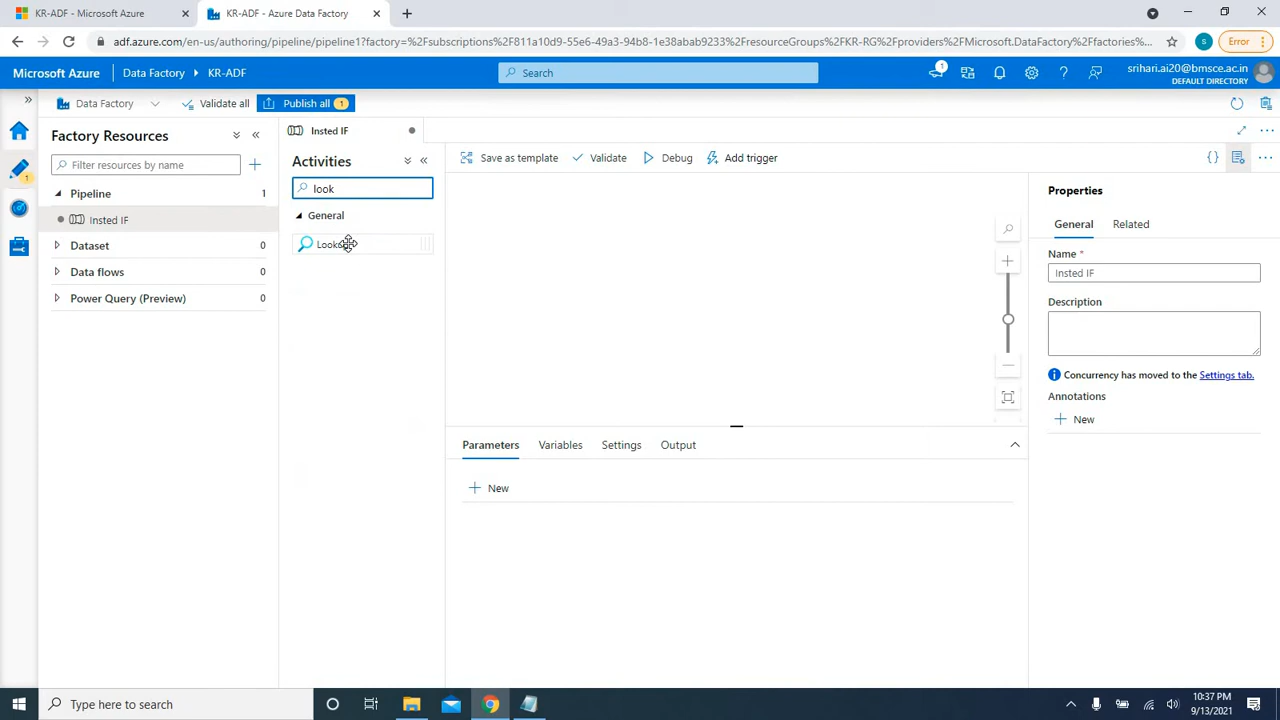 KR-ADF - Microsoft Azure
KR-ADF - Azure Data Factory
adf.azure.com/en-us/authoring/pipeline/pipeline1?factory=%2Fsubscriptions%2F811a10d9-55e6-49a3-94b8-1e38abab9233%2FresourceGroups%2FKR-RG%2Fproviders%2FMicrosoft.DataFactory%2Ffactories%...
S
Error
Microsoft Azure
Data Factory
KR-ADF
Search
1
srihari.ai20@bmsce.ac.in
DEFAULT DIRECTORY
Data Factory
Validate all
Publish all
1
Factory Resources
Insted IF
Filter resources by name
Activities
Save as template
Validate
Debug
Add trigger
look
Properties
Pipeline
1
General
General
Related
Insted IF
Dataset
0
Name *
Insted IF
Data flows
0
Description
Power Query (Preview)
0
Concurrency has moved to the Settings tab.
Annotations
New
Parameters
Variables
Settings
Output
New
Type here to search
10:37 PM
9/13/2021